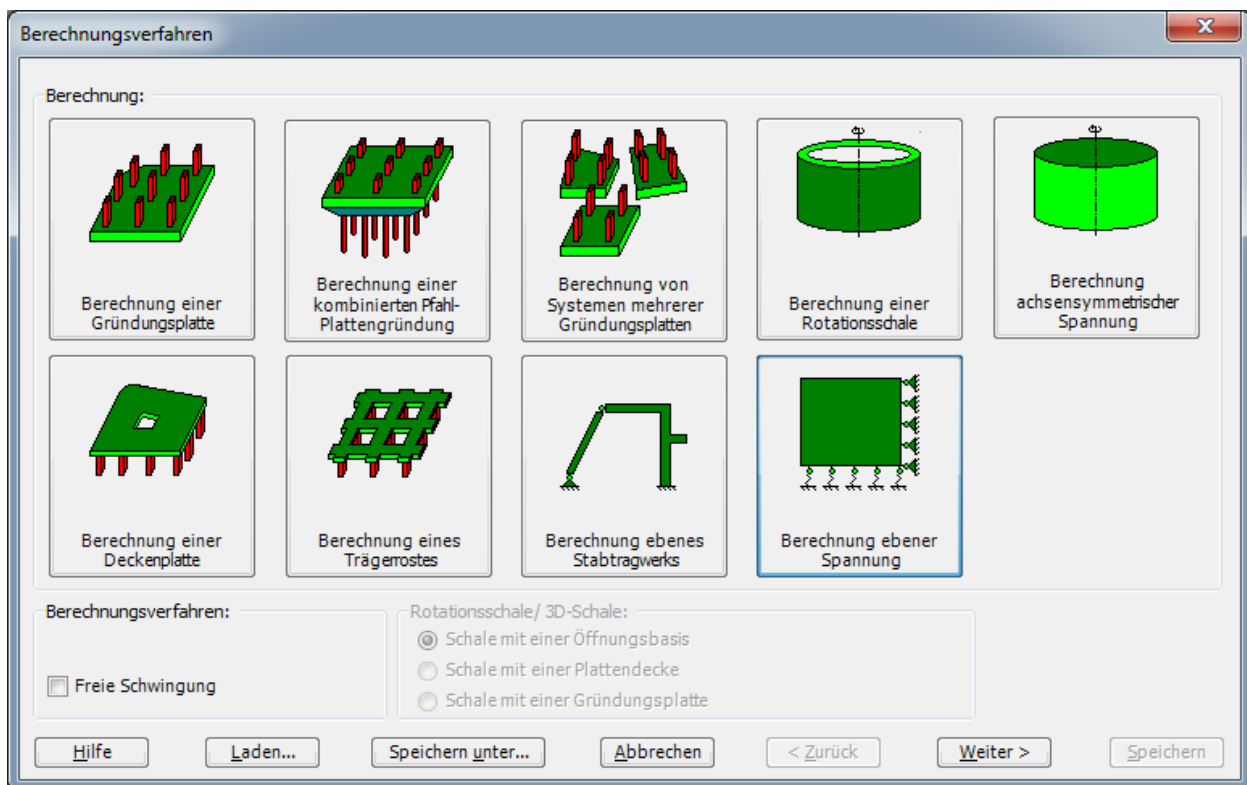 Berechnungsverfahren
Berechnung:
Berechnung einer
Gründungsplatte
Berechnung einer
kombinierten Pfahl-
Plattengründung
Berechnung von
Systemen mehrerer
Gründungsplatten
Berechnung einer
Rotationsschale
Berechnung
achsensymmetrischer
Spannung
Berechnung einer
Deckenplatte
Berechnung eines
Trägerrostes
Berechnung ebenes
Stabtragwerks
Berechnung ebener
Spannung
Berechnungsverfahren:
Freie Schwingung
Rotationsschale/ 3D-Schale:
Schale mit einer Öffnungsbasis
Schale mit einer Plattendecke
Schale mit einer Gründungsplatte
Hilfe
Laden...
Speichern unter...
Abbrechen
< Zurück
Weiter >
Speichern